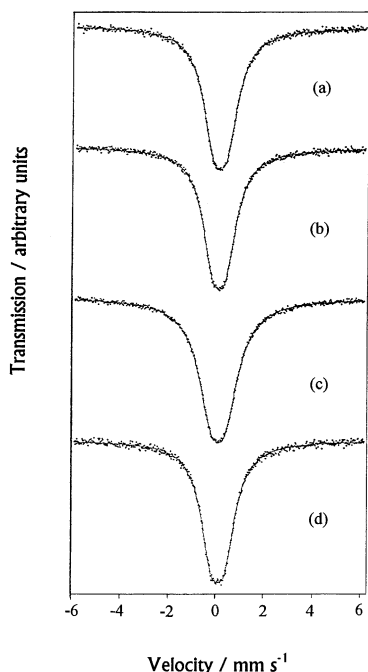 Transmission / arbitrary units
(a)
(b)
(c)
(d)
-6 -4 -2 0 2 4 6
Velocity / mm s⁻¹